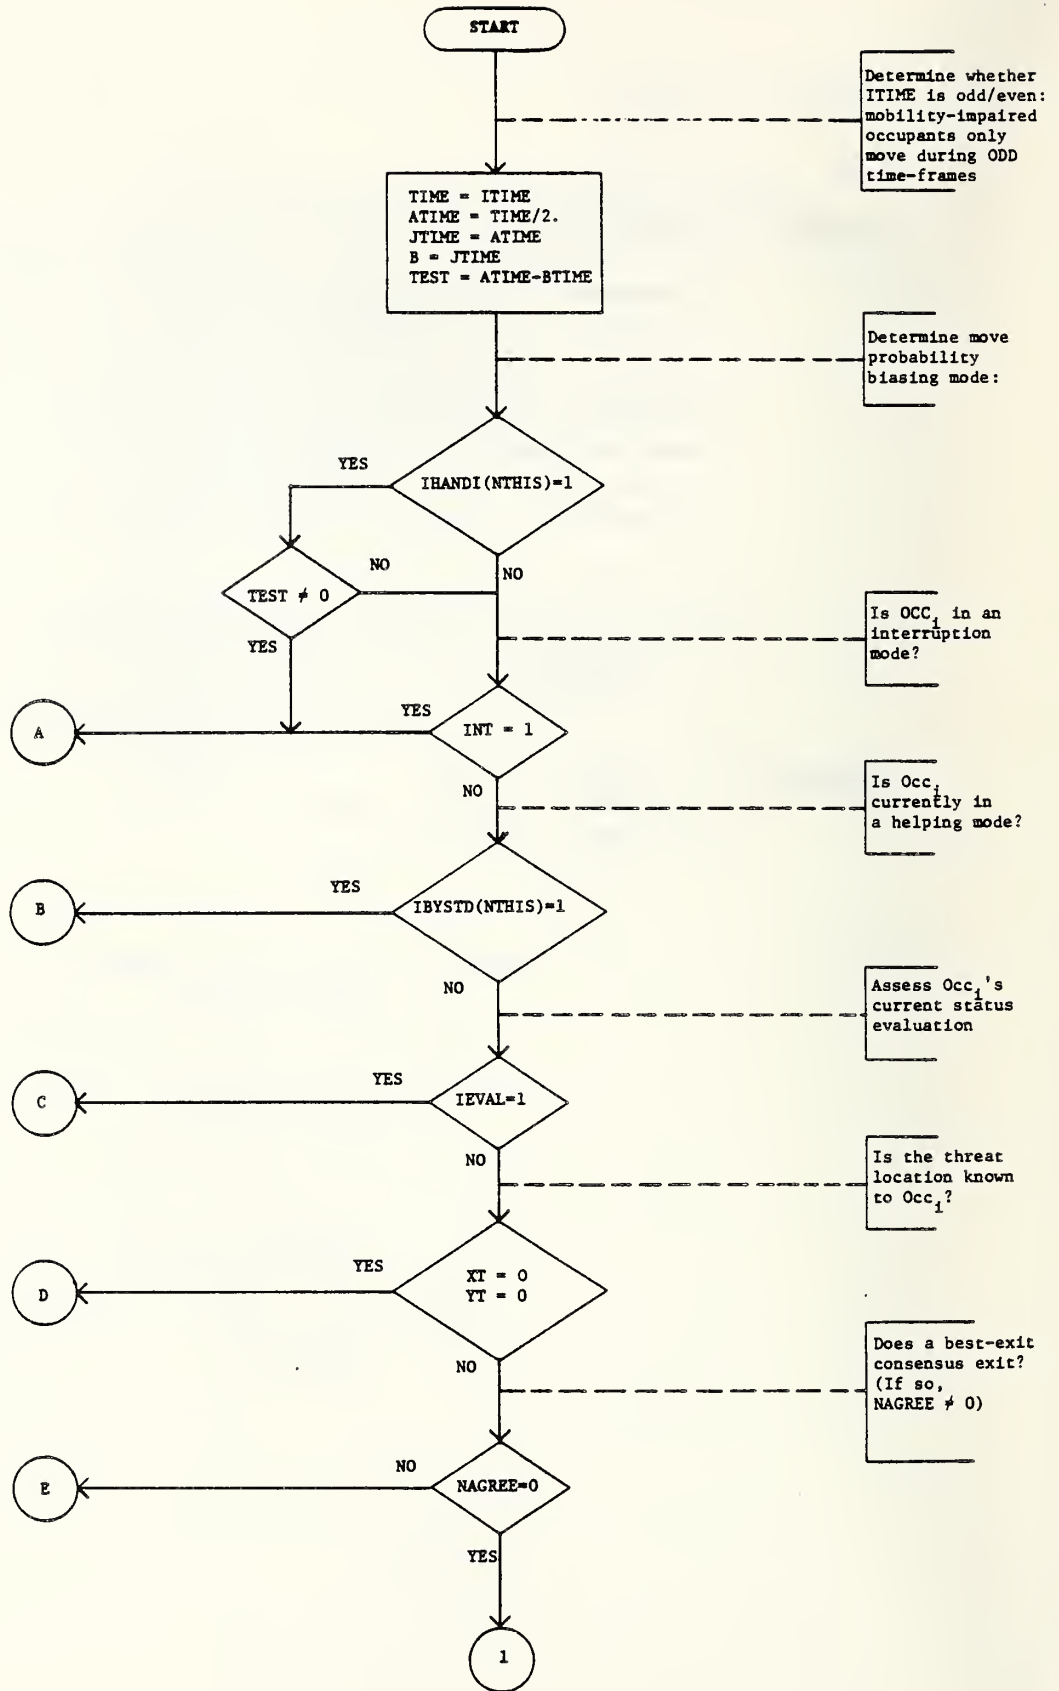 START
Determine whether
ITIME is odd/even:
mobility-impaired
occupants only
move during ODD
time-frames
TIME = ITIME
ATIME = TIME/2.
JTIME = ATIME
B = JTIME
TEST = ATIME-BTIME
Determine move
probability
biasing mode:
YES
IHANDI(NTHIS)=1
NO
NO
TEST ≠ 0
YES
Is OCCi in an
interruption
mode?
A
YES
INT = 1
NO
Is Occi
currently in
a helping mode?
B
YES
IBYSTD(NTHIS)=1
NO
Assess Occi's
current status
evaluation
C
YES
IEVAL=1
NO
Is the threat
location known
to Occi?
D
YES
XT = 0
YT = 0
NO
Does a best-exit
consensus exit?
(If so,
NAGREE ≠ 0)
E
NO
NAGREE=0
YES
1